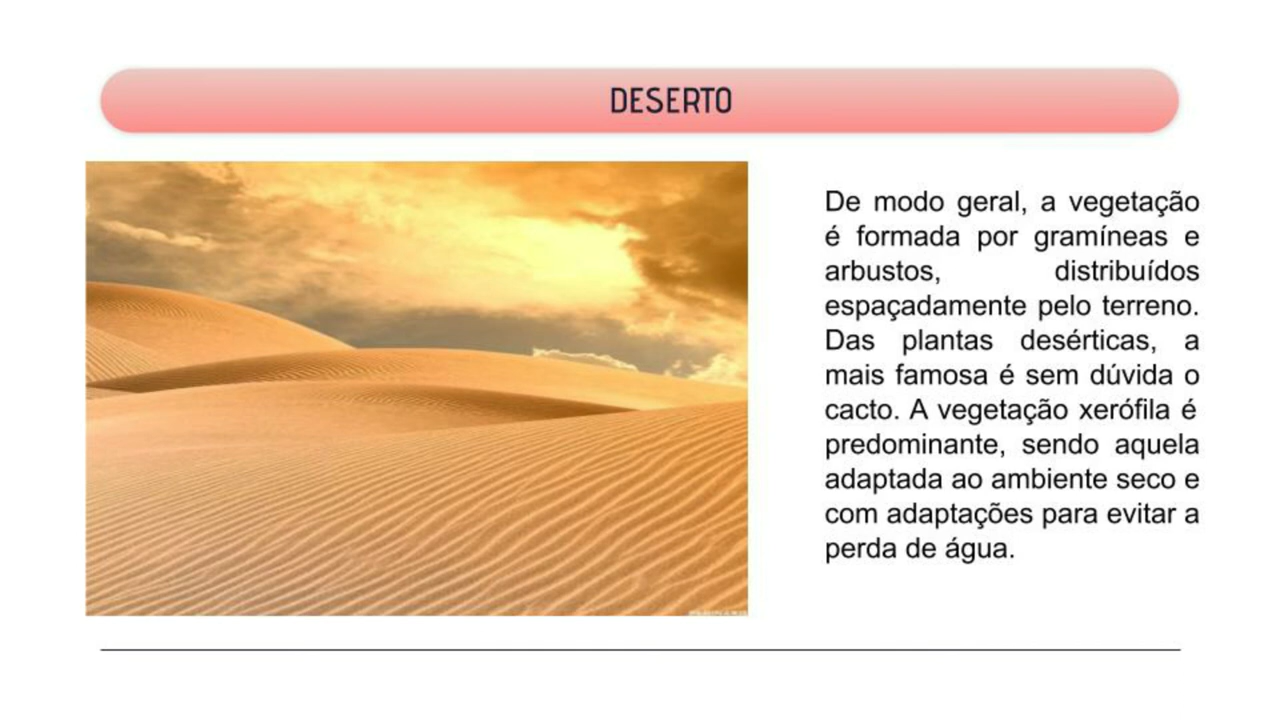 DESERTO
De modo geral, a vegetação
é formada por gramíneas e
arbustos, distribuídos
espaçadamente pelo terreno.
Das plantas desérticas, a
mais famosa é sem dúvida o
cacto. A vegetação xerófila é
predominante, sendo aquela
adaptada ao ambiente seco e
com adaptações para evitar a
perda de água.